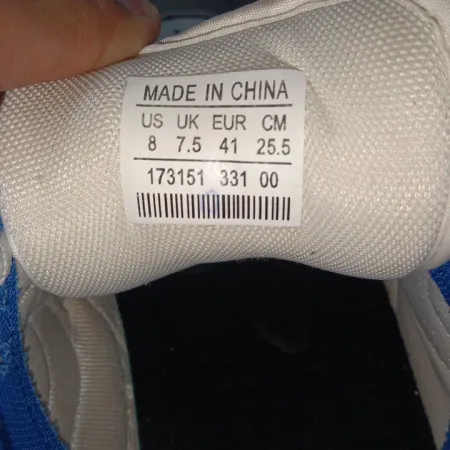 MADE IN CHINA
US UK EUR CM
8 7.5 41 25.5
173151 331 00